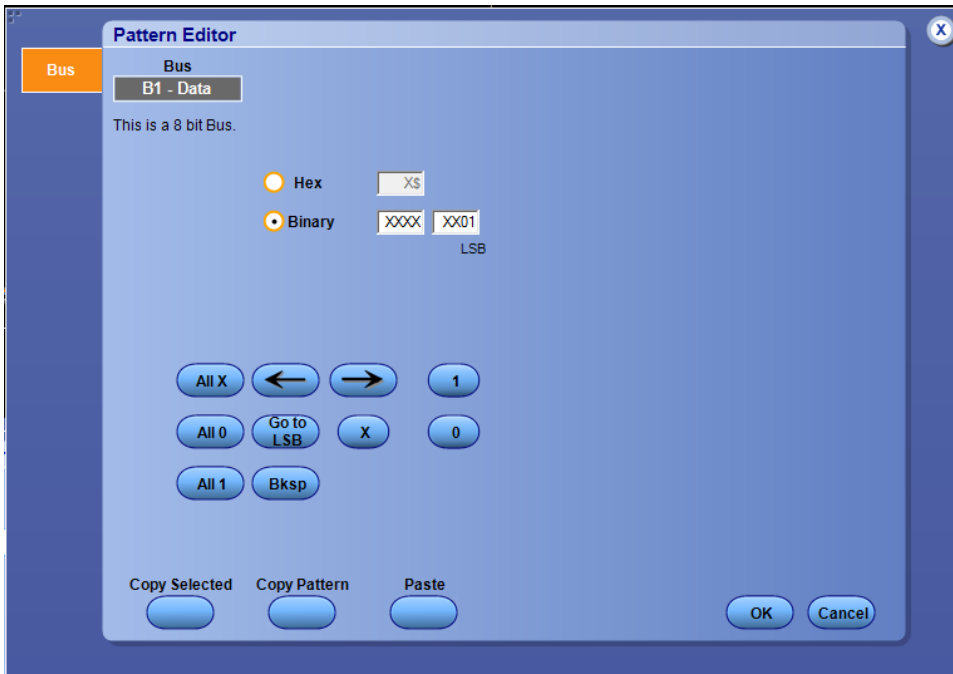 Pattern Editor
X
Bus
Bus
B1 - Data
This is a 8 bit Bus.
Hex X$
Binary XXXX XX01
LSB
All X 1
All 0 Go to LSB X 0
All 1 Bksp
Copy Selected Copy Pattern Paste
OK Cancel